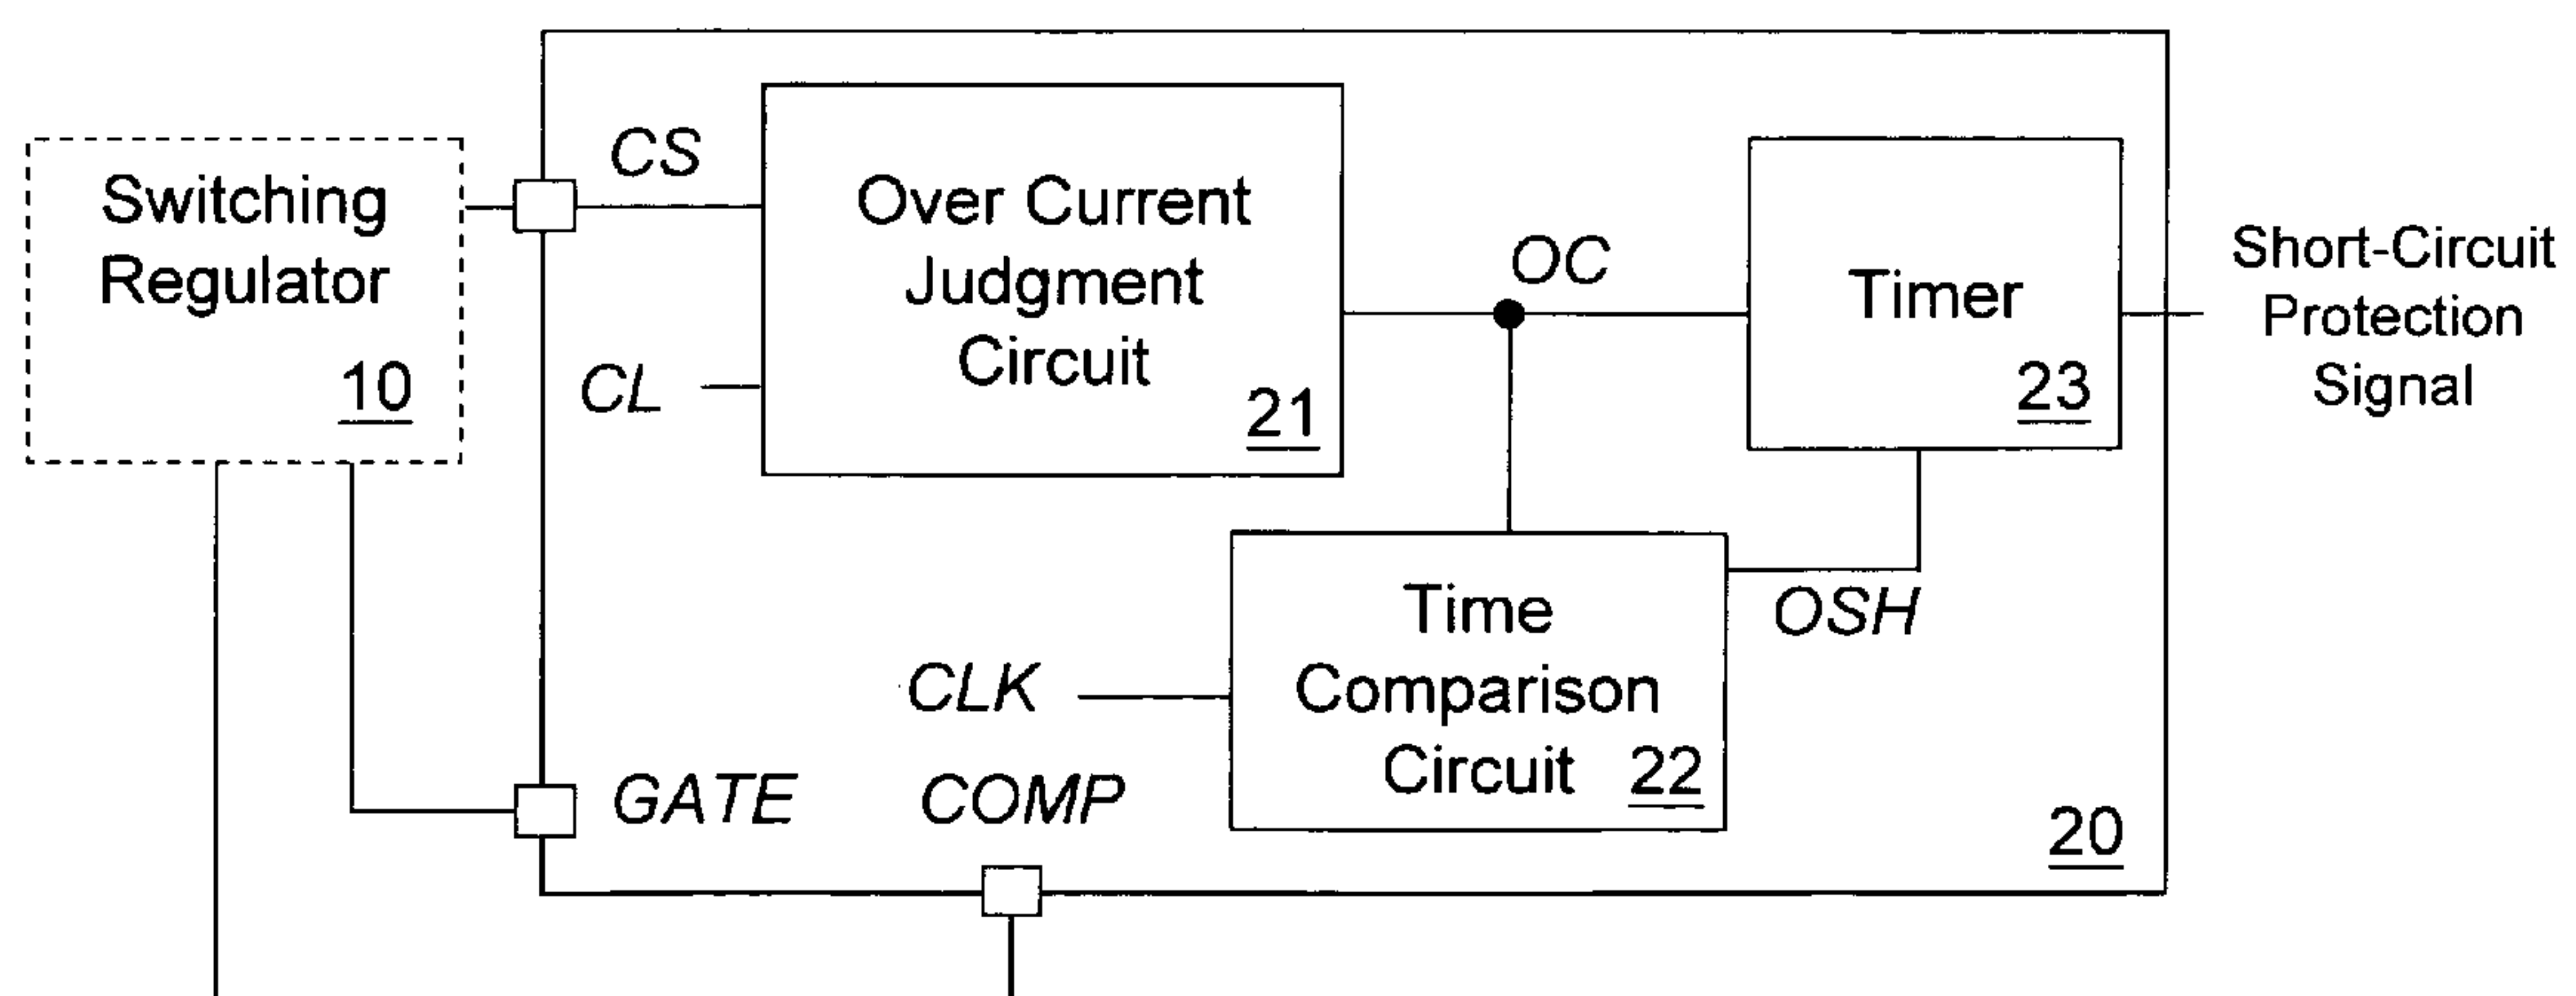 Switching
Regulator
10
CS
CL
Over Current
Judgment
Circuit
21
OC
Timer
23
Short-Circuit
Protection
Signal
OSH
CLK
Time
Comparison
Circuit 22
GATE
COMP
20